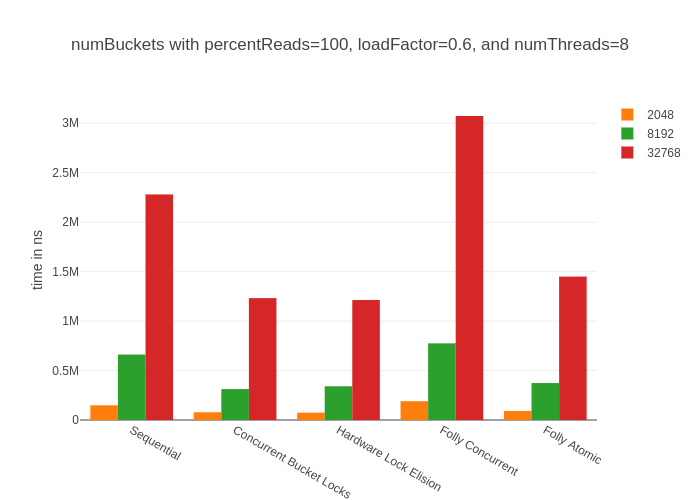 numBuckets with percentReads=100, loadFactor=0.6, and numThreads=8
2048
8192
32768
time in ns
3M
2.5M
2M
1.5M
1M
0.5M
0
Sequential
Concurrent Bucket Locks
Hardware Lock Elision
Folly Concurrent
Folly Atomic